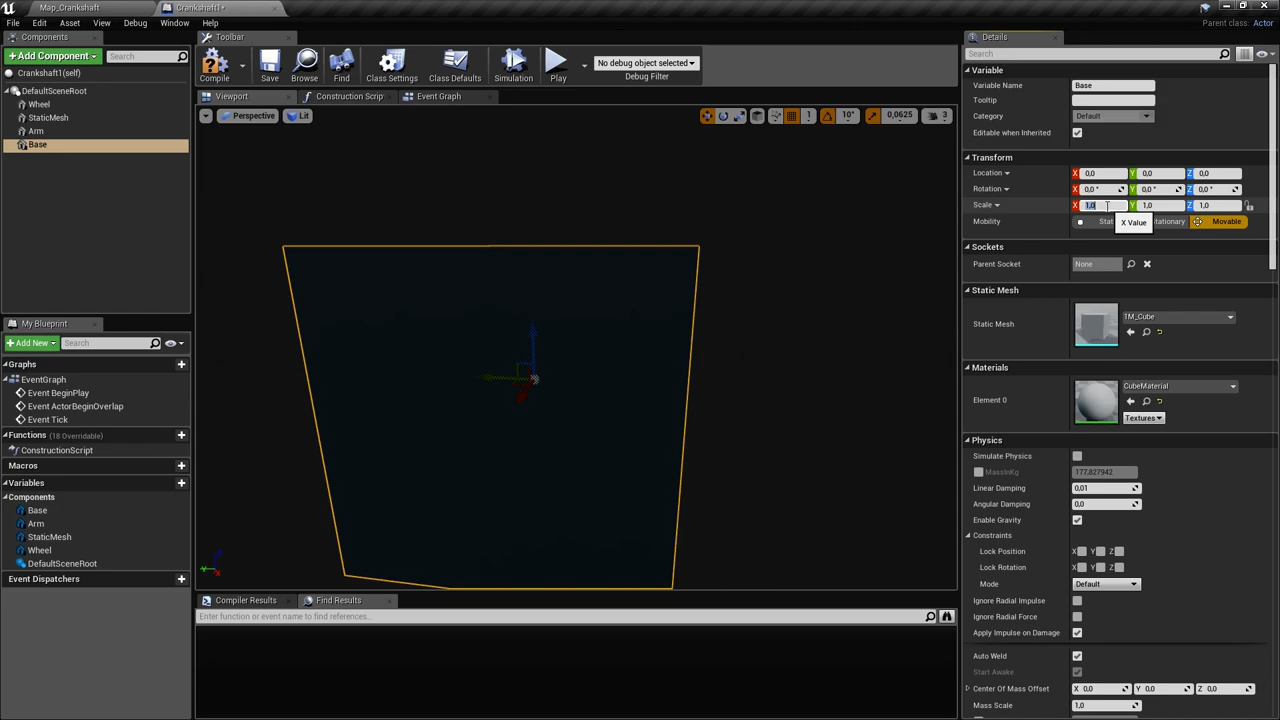 Map_Crankshaft
Crankshaft1*
File Edit Asset View Debug Window Help
Parent class: Actor
Components
Add Component
Search
Crankshaft1(self)
DefaultSceneRoot
Wheel
StaticMesh
Arm
Base
My Blueprint
Add New
Search
Graphs
EventGraph
Event BeginPlay
Event ActorBeginOverlap
Event Tick
Functions (18 Overridable)
ConstructionScript
Macros
Variables
Components
Base
Arm
StaticMesh
Wheel
DefaultSceneRoot
Event Dispatchers
Toolbar
Compile
Save
Browse
Find
Class Settings
Class Defaults
Simulation
Play
No debug object selected
Debug Filter
Viewport
Construction Scrip
Event Graph
Perspective
Lit
1
10°
0,0625
3
Compiler Results
Find Results
Enter function or event name to find references...
Details
Search
Variable
Variable Name Base
Tooltip
Category Default
Editable when Inherited
Transform
Location X 0,0 Y 0,0 Z 0,0
Rotation X 0,0 ° Y 0,0 ° Z 0,0 °
Scale X 1,0 Y 1,0 Z 1,0
Mobility Stat tationary Movable
X Value
Sockets
Parent Socket None
Static Mesh
Static Mesh 1M_Cube
Materials
Element 0 CubeMaterial
Textures
Physics
Simulate Physics
MassInKg 177,827942
Linear Damping 0,01
Angular Damping 0,0
Enable Gravity
Constraints
Lock Position X Y Z
Lock Rotation X Y Z
Mode Default
Ignore Radial Impulse
Ignore Radial Force
Apply Impulse on Damage
Auto Weld
Start Awake
Center Of Mass Offset X 0,0 Y 0,0 Z 0,0
Mass Scale 1,0